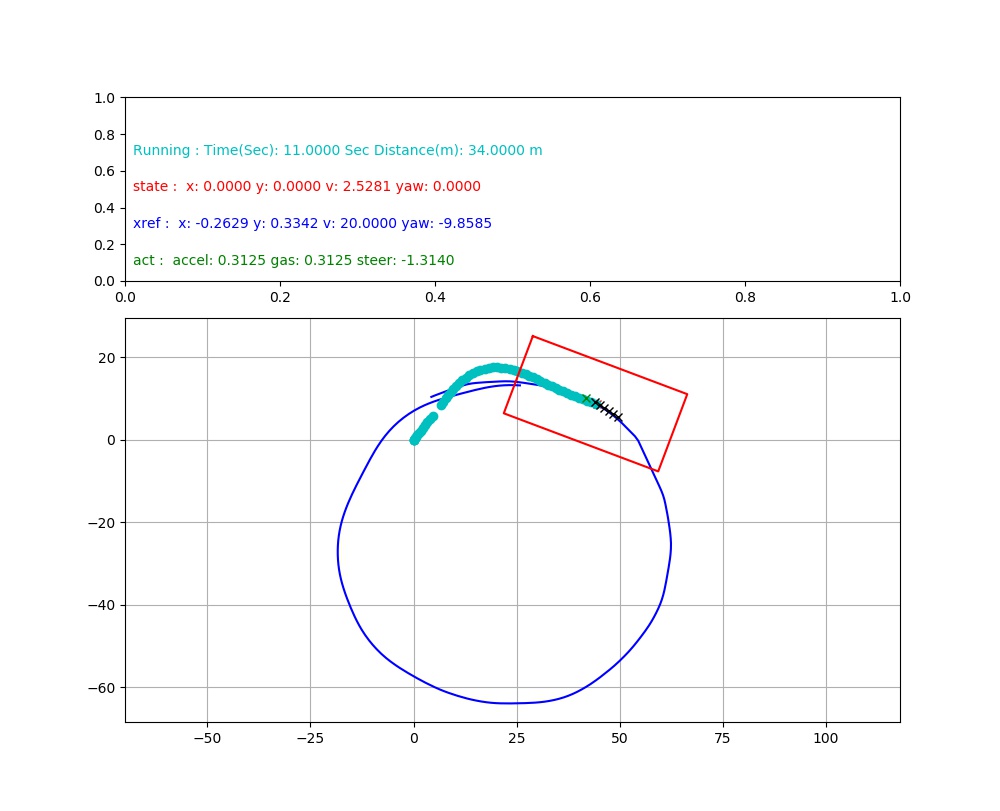 1.0
0.8
Running : Time(Sec): 11.0000 Sec Distance(m): 34.0000 m
0.6
state :  x: 0.0000 y: 0.0000 v: 2.5281 yaw: 0.0000
0.4
xref :  x: -0.2629 y: 0.3342 v: 20.0000 yaw: -9.8585
0.2
act :  accel: 0.3125 gas: 0.3125 steer: -1.3140
0.0
0.0 0.2 0.4 0.6 0.8 1.0
20
0
−20
−40
−60
−50 −25 0 25 50 75 100